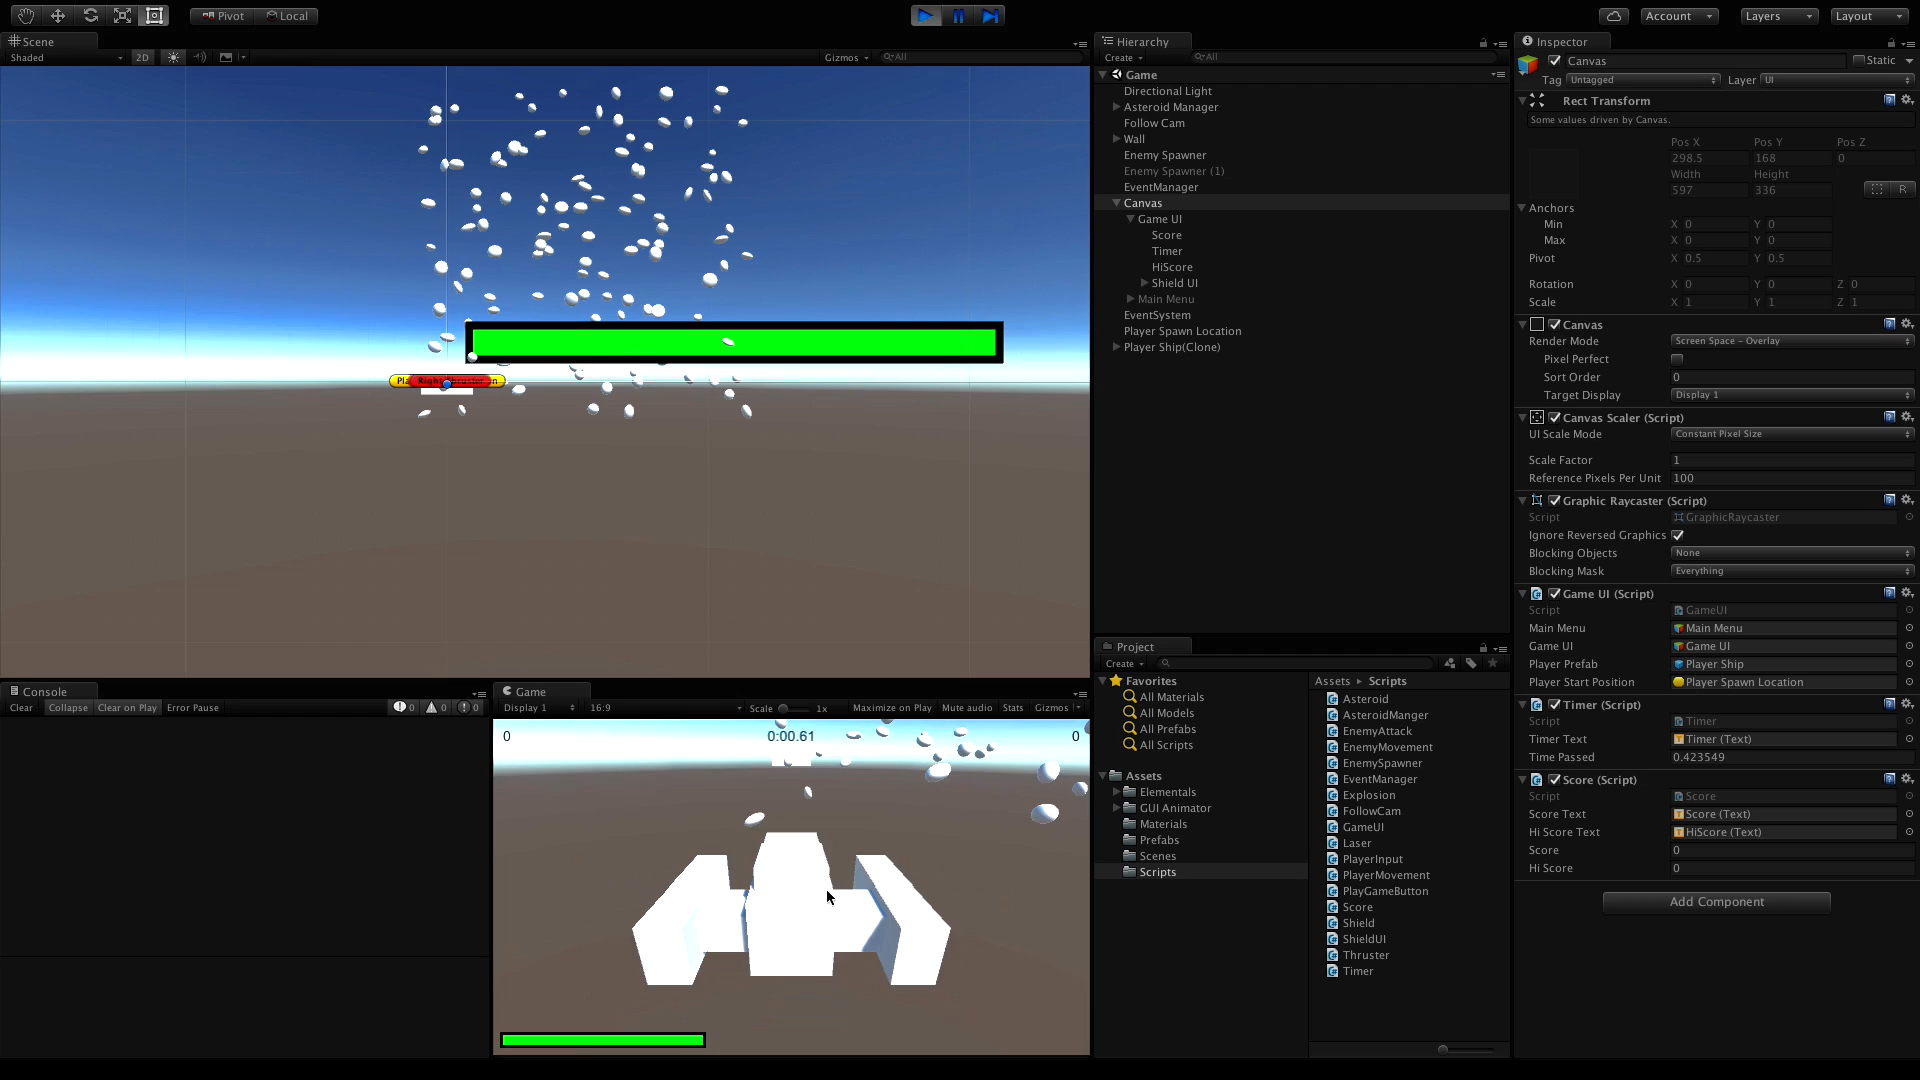 Pivot Local Account Layers Layout
Scene
Shaded 2D Gizmos All
Hierarchy
Create All
Game
Directional Light
Asteroid Manager
Follow Cam
Wall
Enemy Spawner
Enemy Spawner (1)
EventManager
Canvas
Game UI
Score
Timer
HiScore
Shield UI
Main Menu
EventSystem
Player Spawn Location
Player Ship(Clone)
Right Thruster
Inspector
Canvas Static
Tag Untagged Layer UI
Rect Transform
Some values driven by Canvas.
Pos X Pos Y Pos Z
298.5 168 0
Width Height
597 336 R
Anchors
Min X 0 Y 0
Max X 0 Y 0
Pivot X 0.5 Y 0.5
Rotation X 0 Y 0 Z 0
Scale X 1 Y 1 Z 1
Canvas
Render Mode Screen Space - Overlay
Pixel Perfect
Sort Order 0
Target Display Display 1
Canvas Scaler (Script)
UI Scale Mode Constant Pixel Size
Scale Factor 1
Reference Pixels Per Unit 100
Graphic Raycaster (Script)
Script GraphicRaycaster
Ignore Reversed Graphics
Blocking Objects None
Blocking Mask Everything
Game UI (Script)
Script GameUI
Main Menu Main Menu
Game UI Game UI
Player Prefab Player Ship
Player Start Position Player Spawn Location
Timer (Script)
Script Timer
Timer Text Timer (Text)
Time Passed 0.423549
Score (Script)
Script Score
Score Text Score (Text)
Hi Score Text HiScore (Text)
Score 0
Hi Score 0
Add Component
Console
Clear Collapse Clear on Play Error Pause 0 0 0
Game
Display 1 16:9 Scale 1x Maximize on Play Mute audio Stats Gizmos
0 0:00.61 0
Project
Create
Favorites
All Materials
All Models
All Prefabs
All Scripts
Assets
Elementals
GUI Animator
Materials
Prefabs
Scenes
Scripts
Assets Scripts
Asteroid
AsteroidManger
EnemyAttack
EnemyMovement
EnemySpawner
EventManager
Explosion
FollowCam
GameUI
Laser
PlayerInput
PlayerMovement
PlayGameButton
Score
Shield
ShieldUI
Thruster
Timer